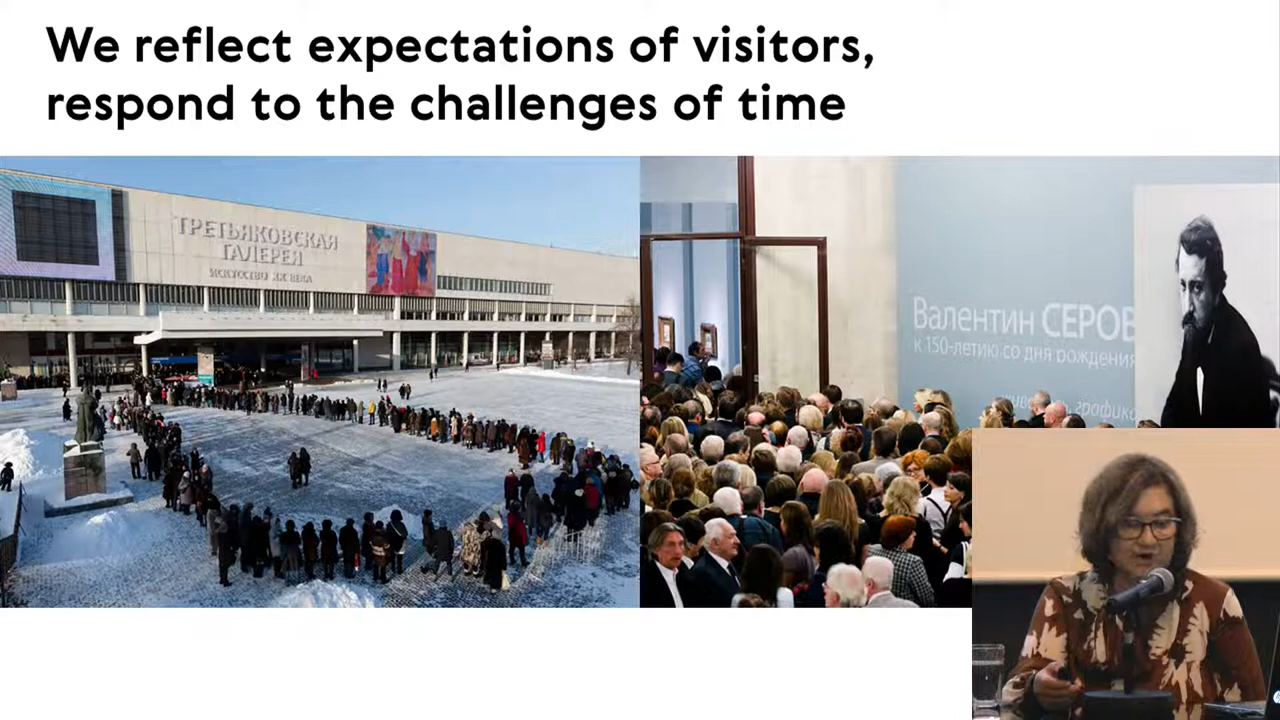 We reflect expectations of visitors,
respond to the challenges of time
ТРЕТЬЯКОВСКАЯ
ГАЛЕРЕЯ
ИСКУССТВО XX ВЕКА
Валентин СЕРОВ
к 150-летию со дня рождения
графика